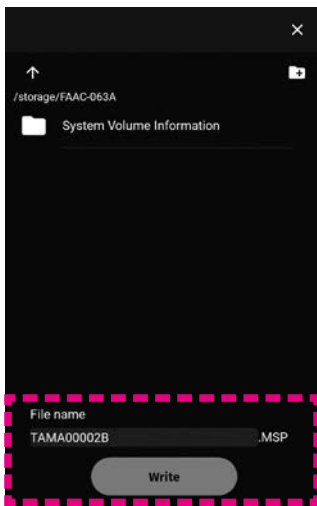 /storage/FAAC-063A
System Volume Information
File name
TAMA00002B .MSP
Write